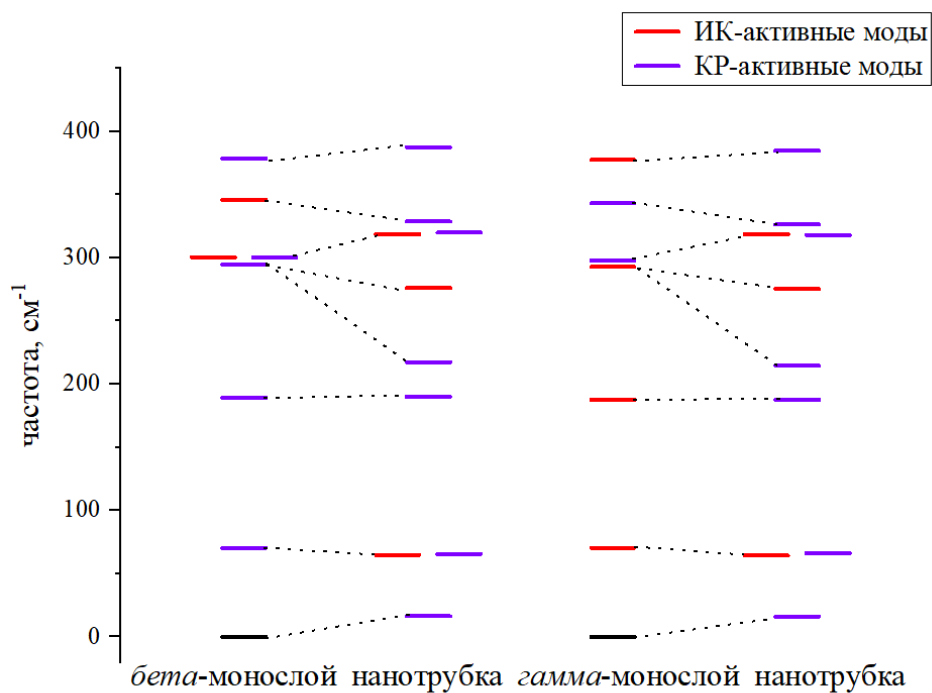 ИК-активные моды
КР-активные моды
400
300
200
100
0
частота, см-1
бета-монослой нанотрубка гамма-монослой нанотрубка